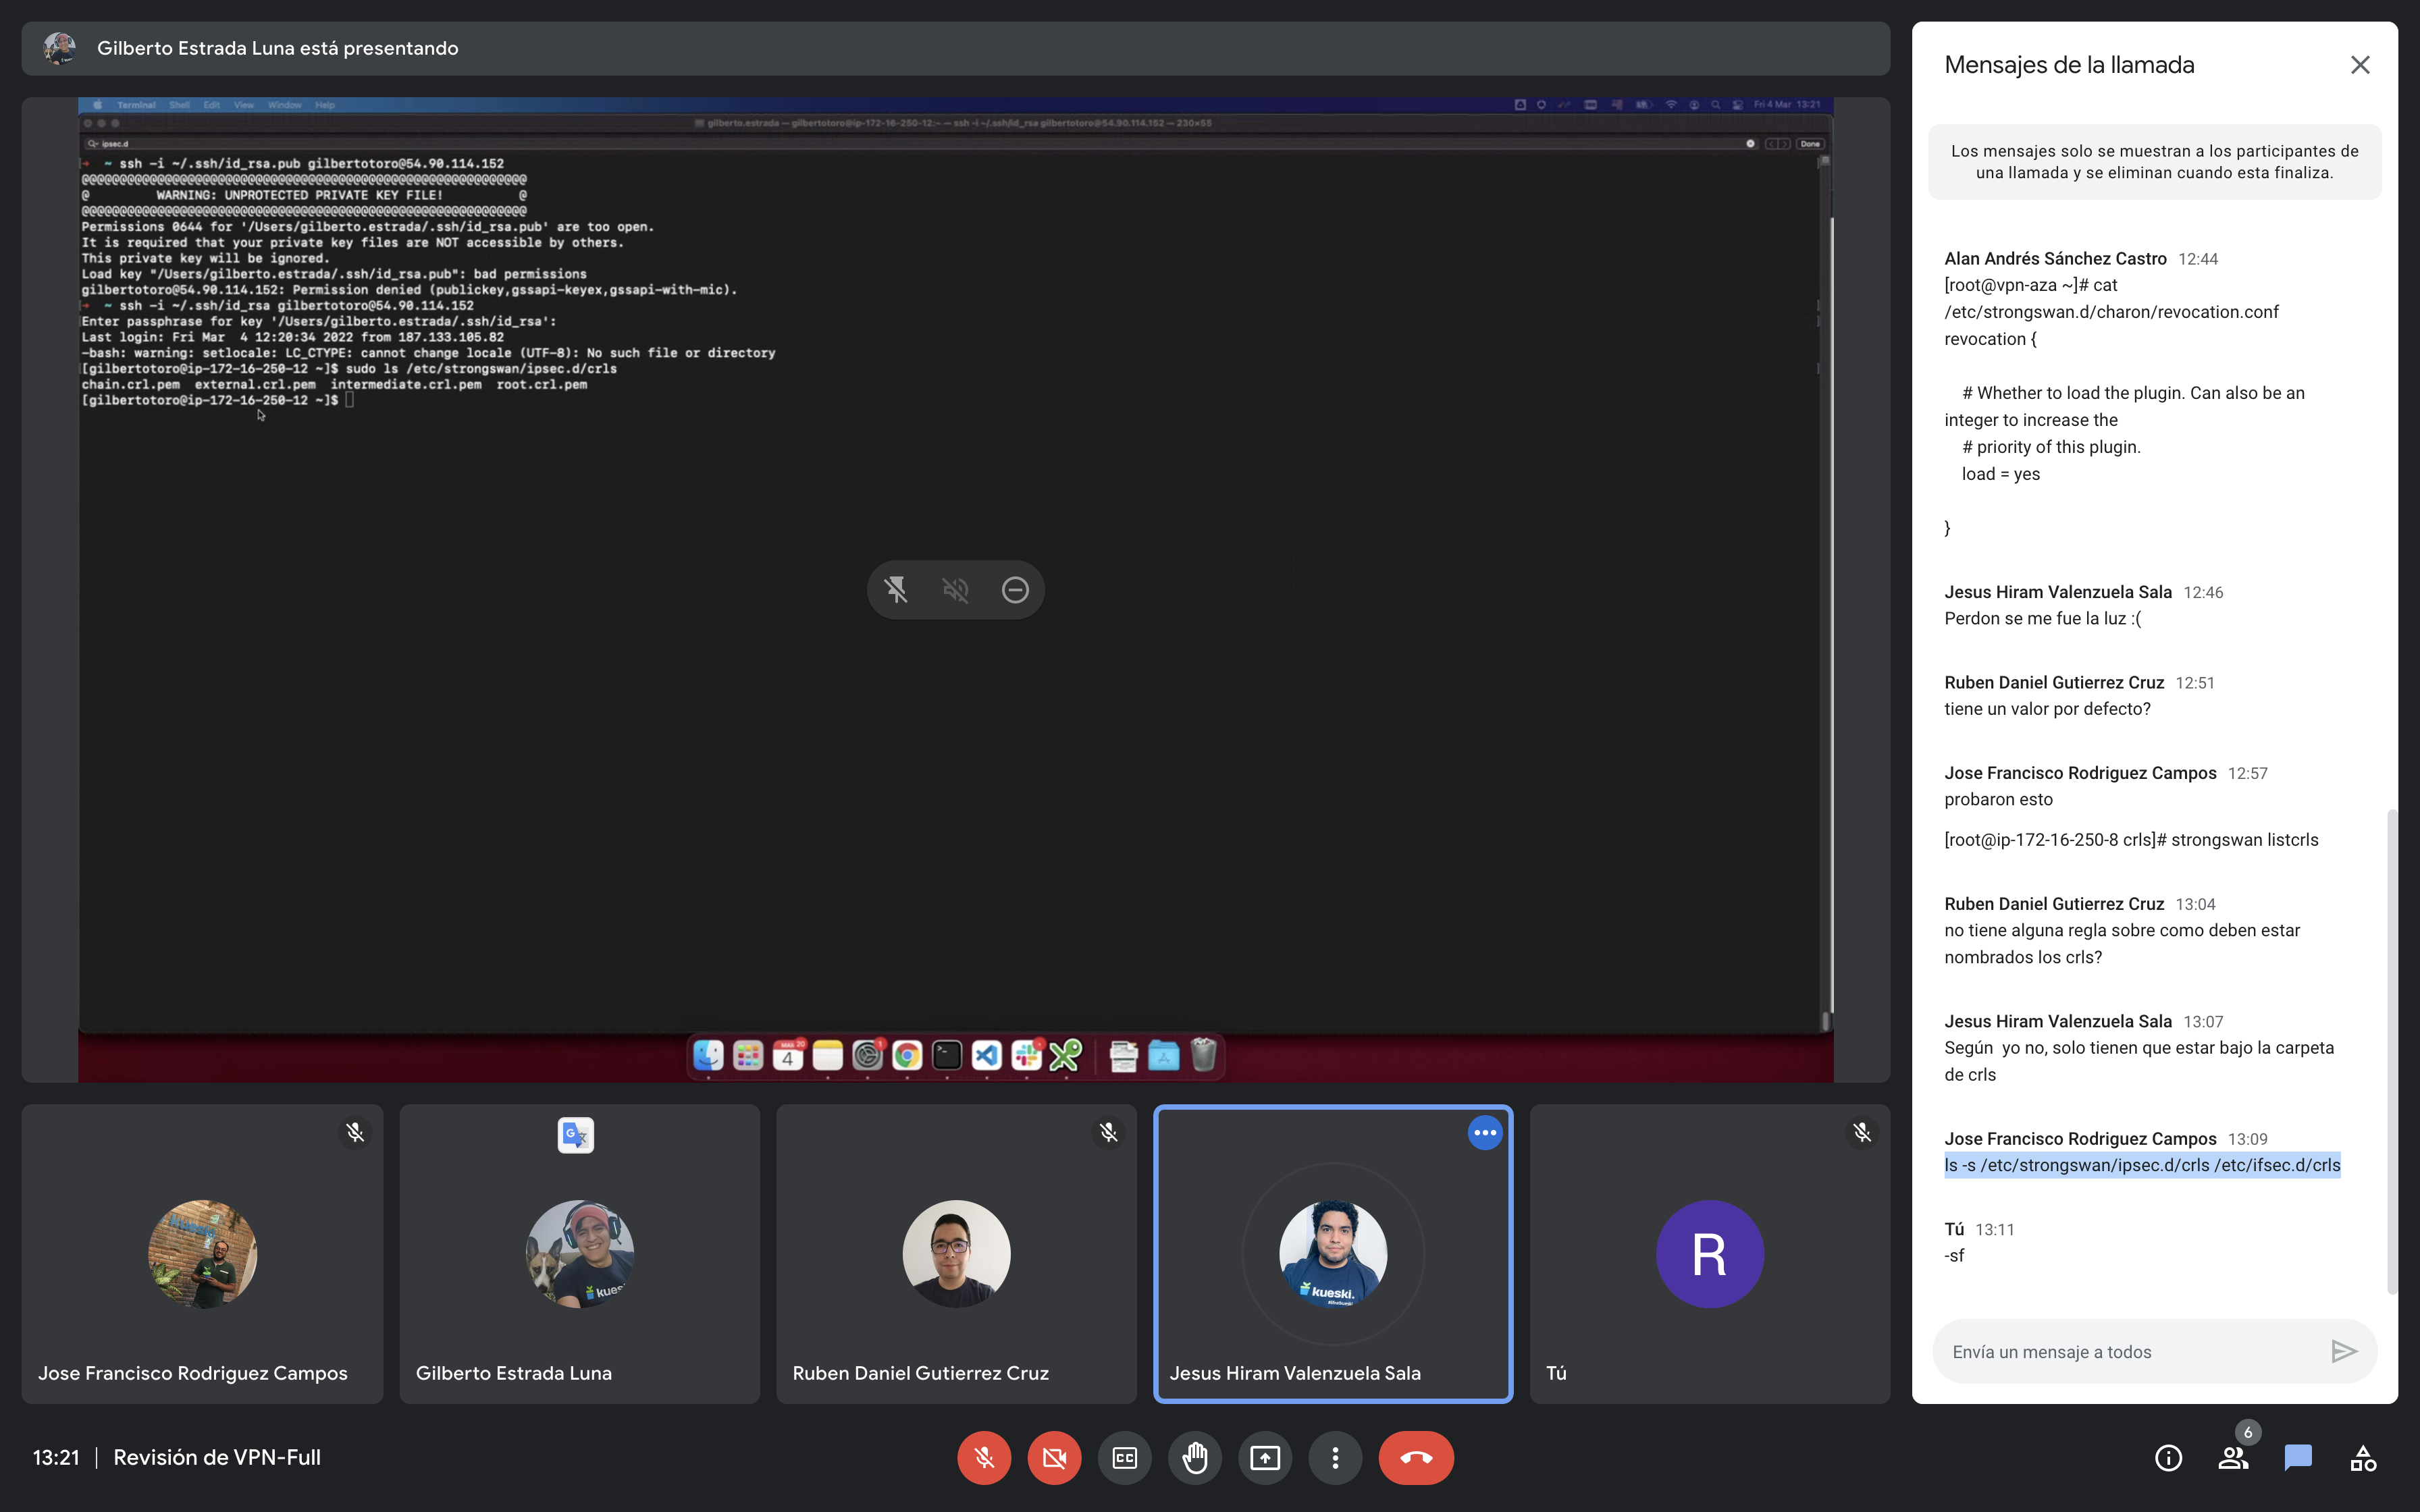 Gilberto Estrada Luna está presentando
Terminal Shell Edit View Window Help
Fri 4 Mar 13:21
gilberto.estrada — gilbertotoro@ip-172-16-250-12:~ — ssh -i ~/.ssh/id_rsa gilbertotoro@54.90.114.152 — 230×55
ipsec.d
Done
~ ssh -i ~/.ssh/id_rsa.pub gilbertotoro@54.90.114.152
@@@@@@@@@@@@@@@@@@@@@@@@@@@@@@@@@@@@@@@@@@@@@@@@@@@@@@@@@@@
@ WARNING: UNPROTECTED PRIVATE KEY FILE! @
@@@@@@@@@@@@@@@@@@@@@@@@@@@@@@@@@@@@@@@@@@@@@@@@@@@@@@@@@@@
Permissions 0644 for '/Users/gilberto.estrada/.ssh/id_rsa.pub' are too open.
It is required that your private key files are NOT accessible by others.
This private key will be ignored.
Load key "/Users/gilberto.estrada/.ssh/id_rsa.pub": bad permissions
gilbertotoro@54.90.114.152: Permission denied (publickey,gssapi-keyex,gssapi-with-mic).
~ ssh -i ~/.ssh/id_rsa gilbertotoro@54.90.114.152
Enter passphrase for key '/Users/gilberto.estrada/.ssh/id_rsa':
Last login: Fri Mar  4 12:20:34 2022 from 187.133.105.82
-bash: warning: setlocale: LC_CTYPE: cannot change locale (UTF-8): No such file or directory
[gilbertotoro@ip-172-16-250-12 ~]$ sudo ls /etc/strongswan/ipsec.d/crls
chain.crl.pem  external.crl.pem  intermediate.crl.pem  root.crl.pem
[gilbertotoro@ip-172-16-250-12 ~]$
MAR 20
4
1
Jose Francisco Rodriguez Campos
Gilberto Estrada Luna
kues
Ruben Daniel Gutierrez Cruz
kueski.
Jesus Hiram Valenzuela Sala
R
Tú
13:21 | Revisión de VPN-Full
CC
6
Mensajes de la llamada
Los mensajes solo se muestran a los participantes de
una llamada y se eliminan cuando esta finaliza.
Alan Andrés Sánchez Castro 12:44
[root@vpn-aza ~]# cat
/etc/strongswan.d/charon/revocation.conf
revocation {
# Whether to load the plugin. Can also be an
integer to increase the
# priority of this plugin.
load = yes
}
Jesus Hiram Valenzuela Sala 12:46
Perdon se me fue la luz :(
Ruben Daniel Gutierrez Cruz 12:51
tiene un valor por defecto?
Jose Francisco Rodriguez Campos 12:57
probaron esto
[root@ip-172-16-250-8 crls]# strongswan listcrls
Ruben Daniel Gutierrez Cruz 13:04
no tiene alguna regla sobre como deben estar
nombrados los crls?
Jesus Hiram Valenzuela Sala 13:07
Según  yo no, solo tienen que estar bajo la carpeta
de crls
Jose Francisco Rodriguez Campos 13:09
ls -s /etc/strongswan/ipsec.d/crls /etc/ifsec.d/crls
Tú 13:11
-sf
Envía un mensaje a todos